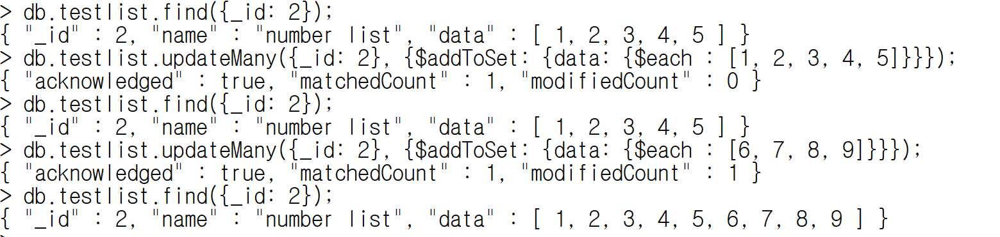 > db.testlist.find({_id: 2});
{ "_id" : 2, "name" : "number list", "data" : [ 1, 2, 3, 4, 5 ] }
> db.testlist.updateMany({_id: 2}, {$addToSet: {data: {$each : [1, 2, 3, 4, 5]}}});
{ "acknowledged" : true, "matchedCount" : 1, "modifiedCount" : 0 }
> db.testlist.find({_id: 2});
{ "_id" : 2, "name" : "number list", "data" : [ 1, 2, 3, 4, 5 ] }
> db.testlist.updateMany({_id: 2}, {$addToSet: {data: {$each : [6, 7, 8, 9]}}});
{ "acknowledged" : true, "matchedCount" : 1, "modifiedCount" : 1 }
> db.testlist.find({_id: 2});
{ "_id" : 2, "name" : "number list", "data" : [ 1, 2, 3, 4, 5, 6, 7, 8, 9 ] }